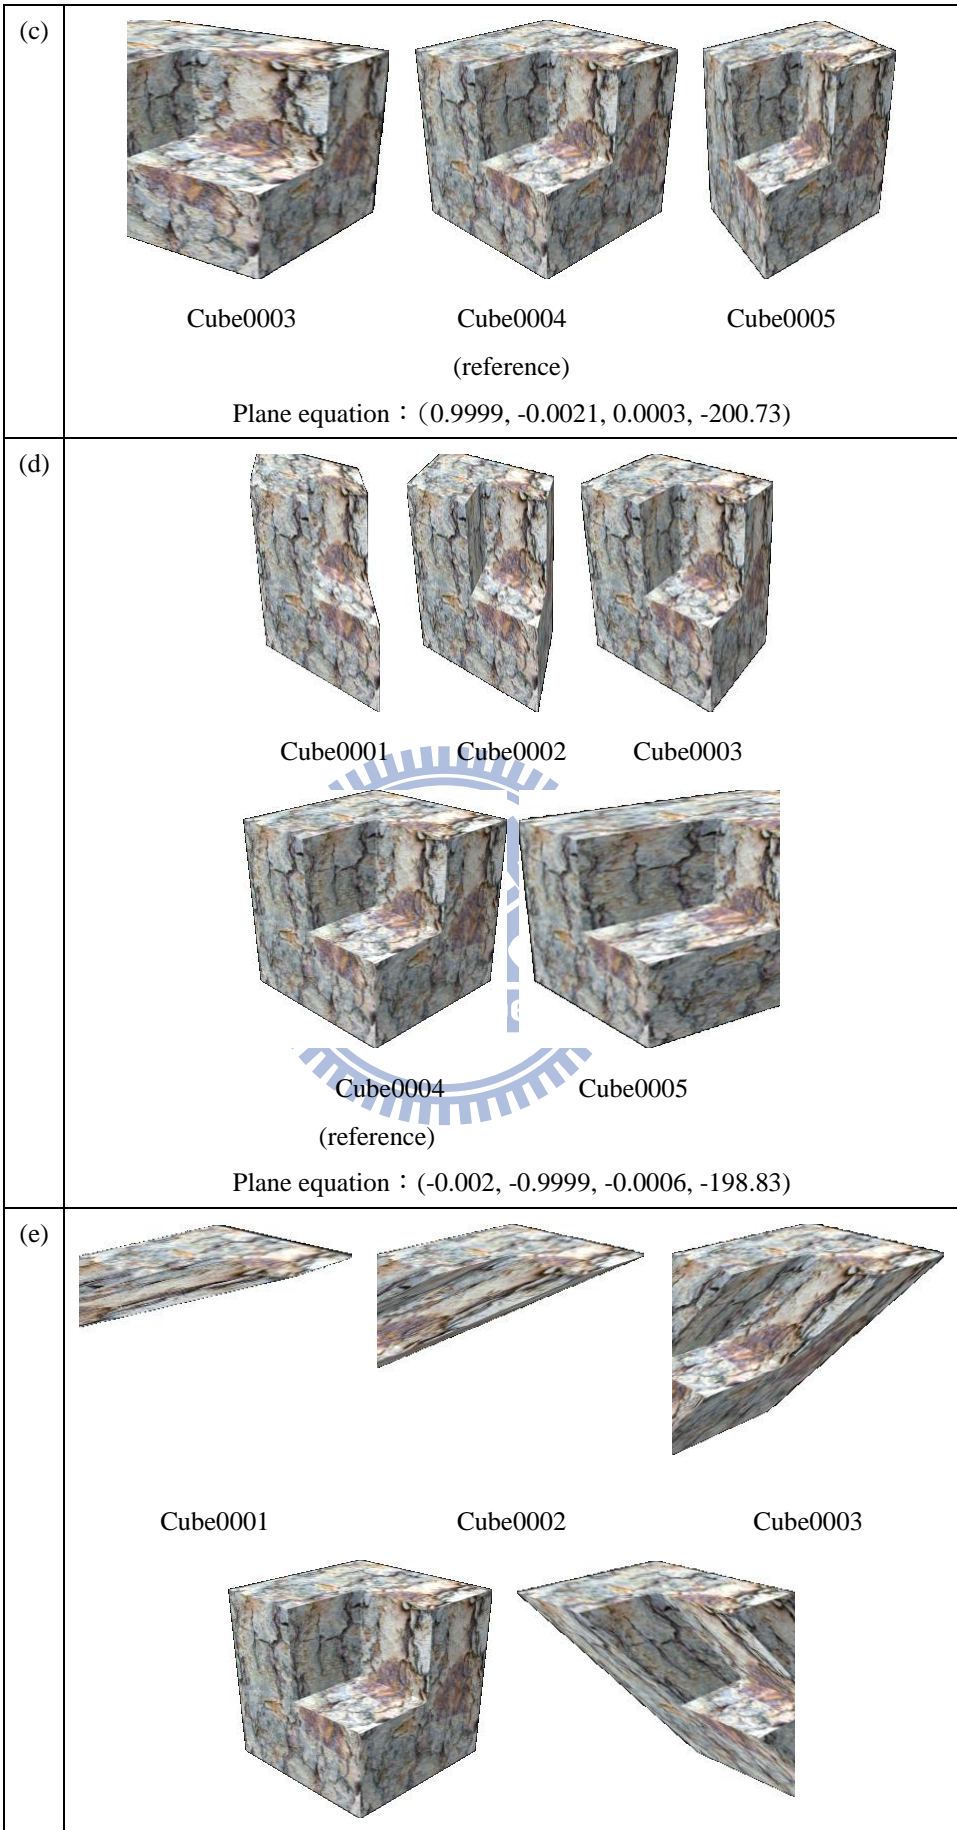 (c)
Cube0003 Cube0004 Cube0005
(reference)
Plane equation：(0.9999, -0.0021, 0.0003, -200.73)
(d)
Cube0001 Cube0002 Cube0003
Cube0004 Cube0005
(reference)
Plane equation：(-0.002, -0.9999, -0.0006, -198.83)
(e)
Cube0001 Cube0002 Cube0003